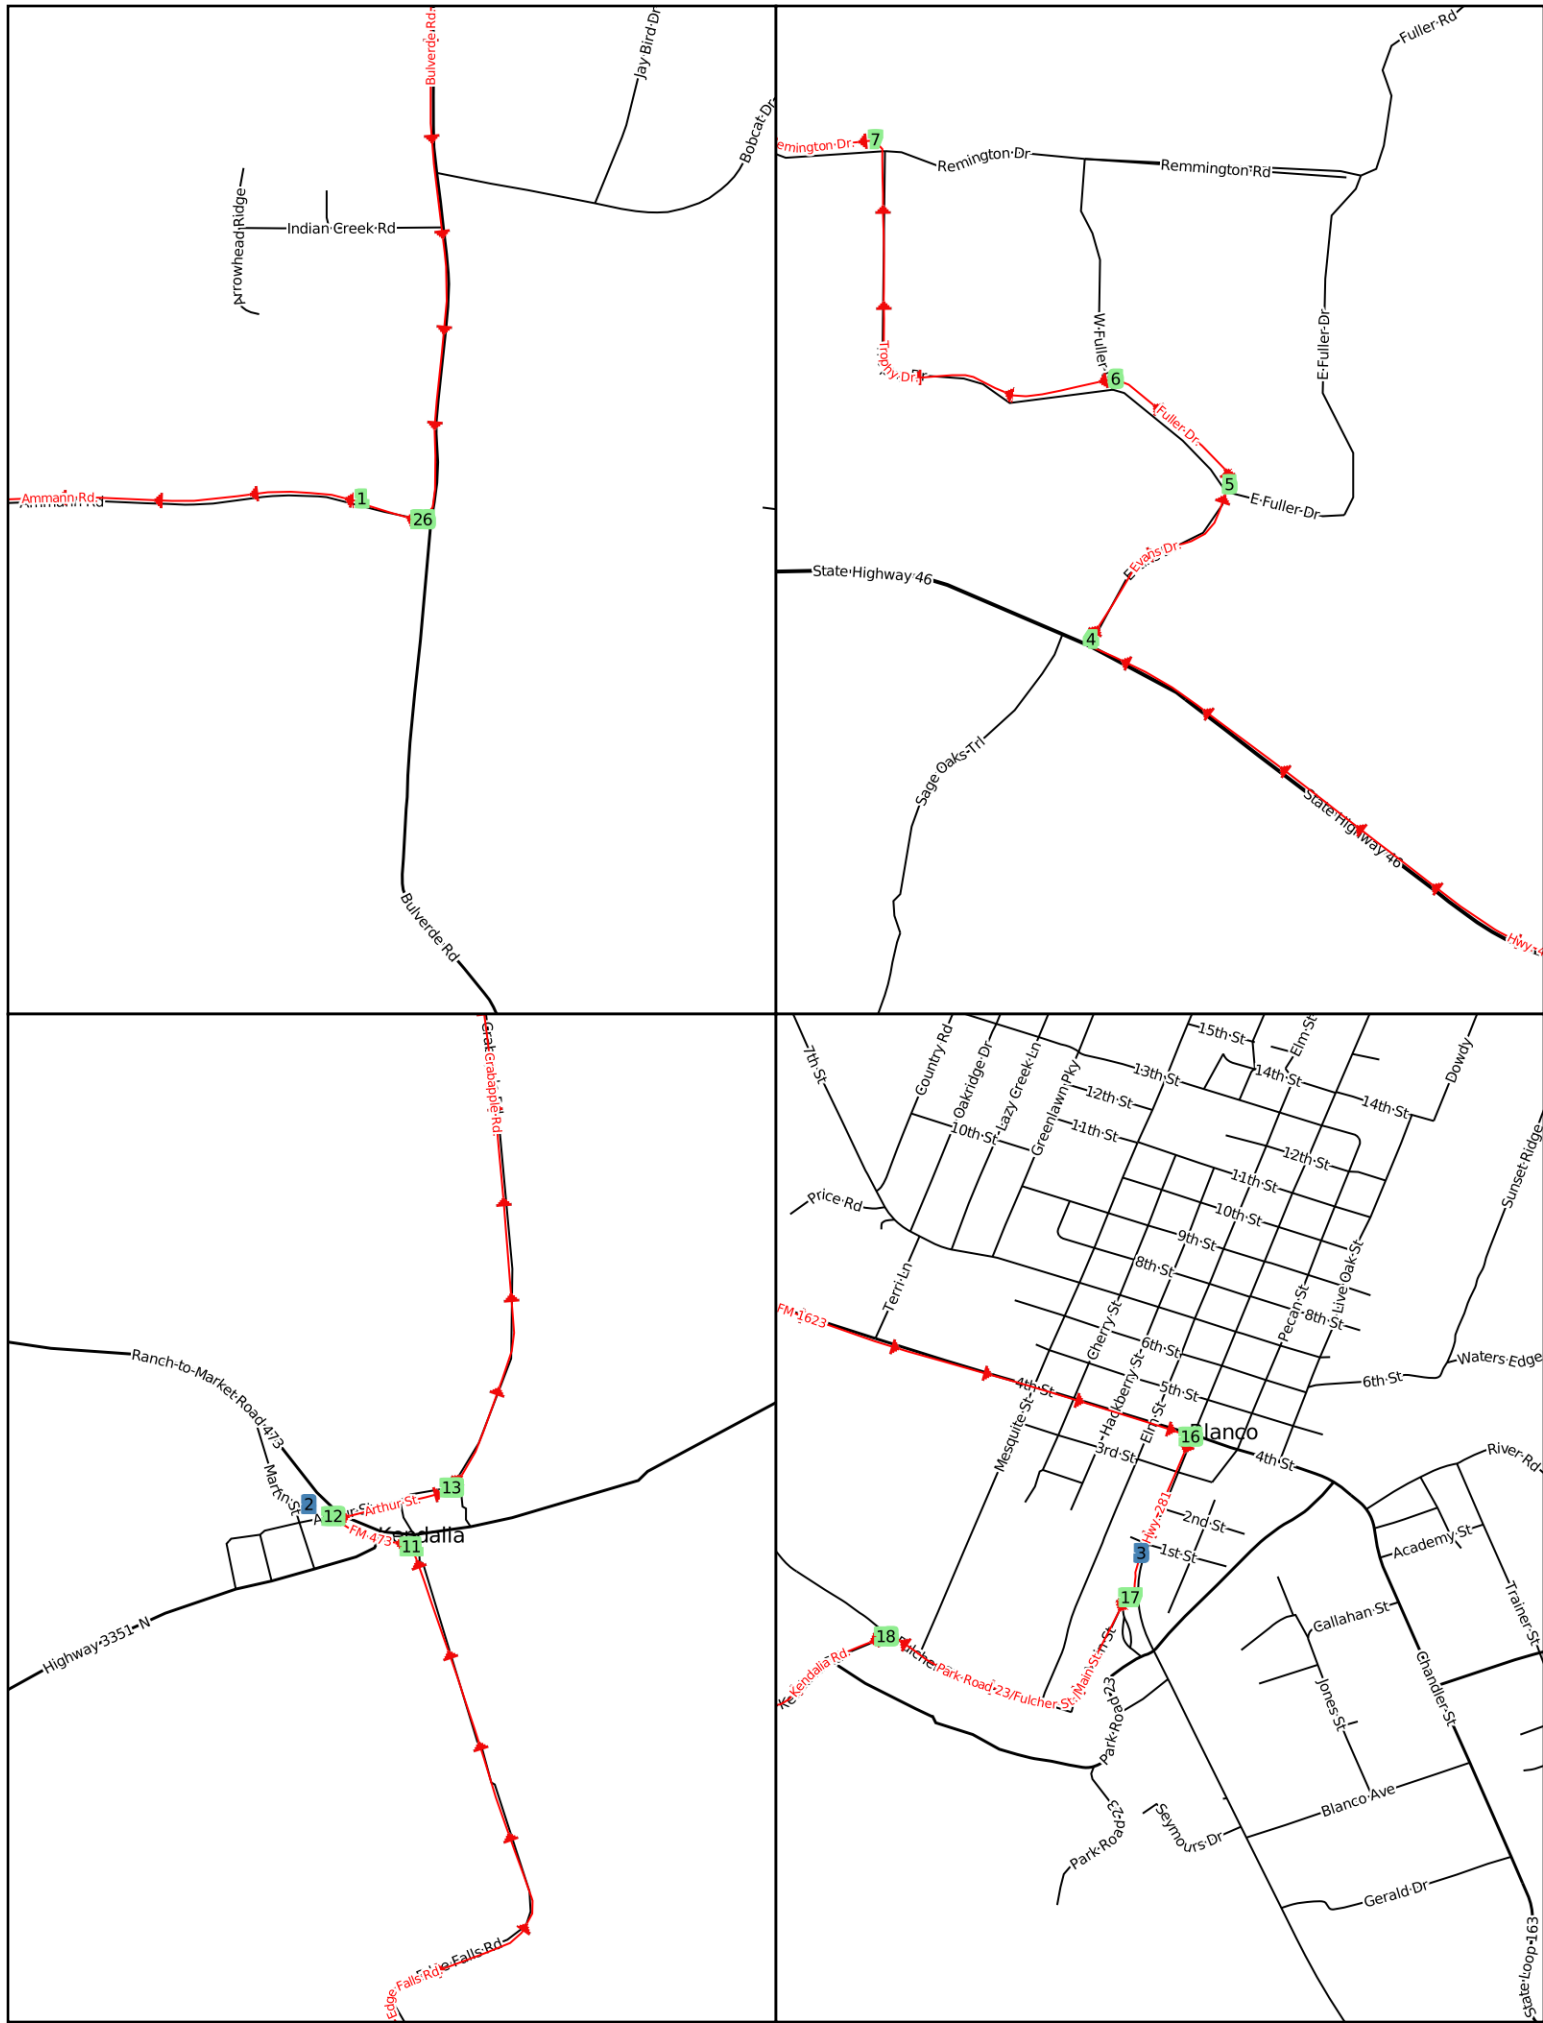 Bulverde Rd.
Jay Bird Dr
Bobcat Dr
Arrowhead Ridge
Indian Creek Rd
Ammann Rd.
Ammann Rd
1
26
Bulverde Rd
Fuller Rd
7
Remington Dr.
Remington Dr
Remmington Rd
W Fuller
E Fuller Dr
Trophy Dr.
6
Fuller Dr.
5
E Fuller Dr
Evans Dr.
State Highway 46
4
Sage Oaks Trl
State Highway 46
Hwy. 4
Crabapple Rd.
Ranch-to-Market Road 473
Martin St
2
12
Arthur St.
13
FM 473
Kendalia
11
Highway 3351 N
Edge Falls Rd
Edge Falls Rd.
7th St
Country Rd
Oakridge Dr
Lazy Creek Ln
Greenlawn Pky
15th St
Elm St
13th St
14th St
14th St
Dowdy
12th St
11th St
10th St
12th St
11th St
10th St
Sunset Ridge
Price Rd
9th St
8th St
Terri Ln
Live Oak St
Pecan St
8th St
FM 1623
Cherry St
6th St
Waters Edge
6th St
4th St
5th St
Hackberry St
Elm St
Mesquite St
16
Blanco
3rd St
4th St
River Rd
Hwy. 281
2nd St
3
1st St
Academy St
17
Trainer St
Callahan St
18
Main St.
Kendalia Rd.
Park Road 23/Fulcher St.
Park Road 23
Chandler St
Jones St
Blanco Ave
Seymours Dr
Park Road 23
Gerald Dr
State Loop 163